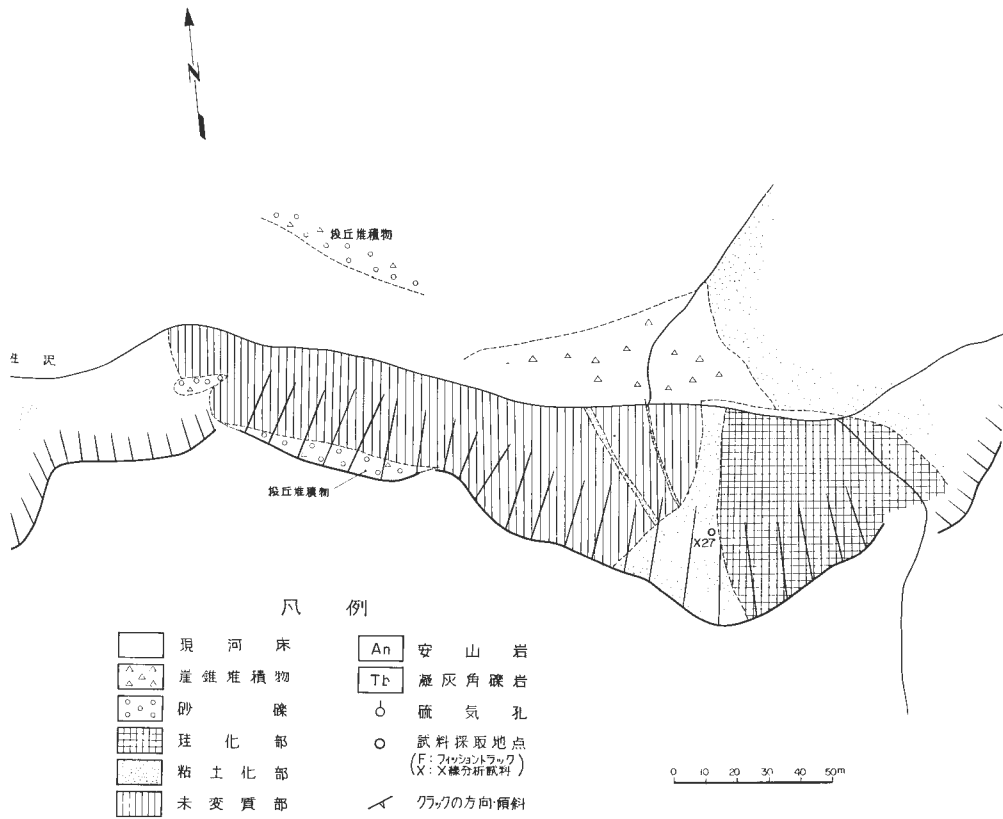 N
段丘堆積物
段丘堆積物
X27
凡例
現河床
崖錐堆積物
砂礫
珪化部
粘土化部
未変質部
An 安山岩
Tb 凝灰角礫岩
硫気孔
試料採取地点
(F:フィッショントラック
X:X線分析試料)
クラックの方向・傾斜
0 10 20 30 40 50m